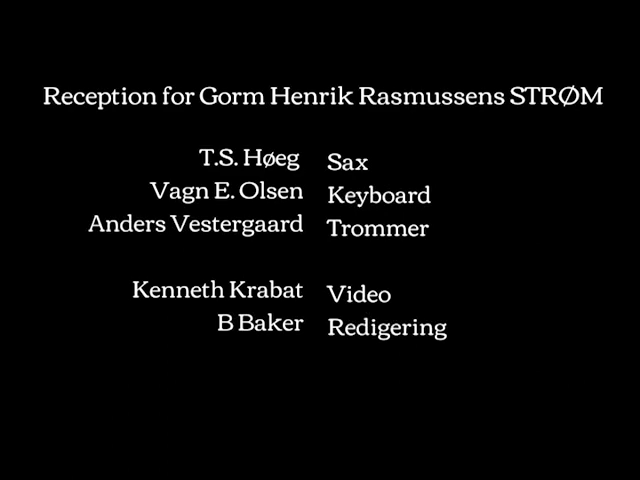 Reception for Gorm Henrik Rasmussens STRØM
T.S. Høeg Sax
Vagn E. Olsen Keyboard
Anders Vestergaard Trommer
Kenneth Krabat Video
B Baker Redigering